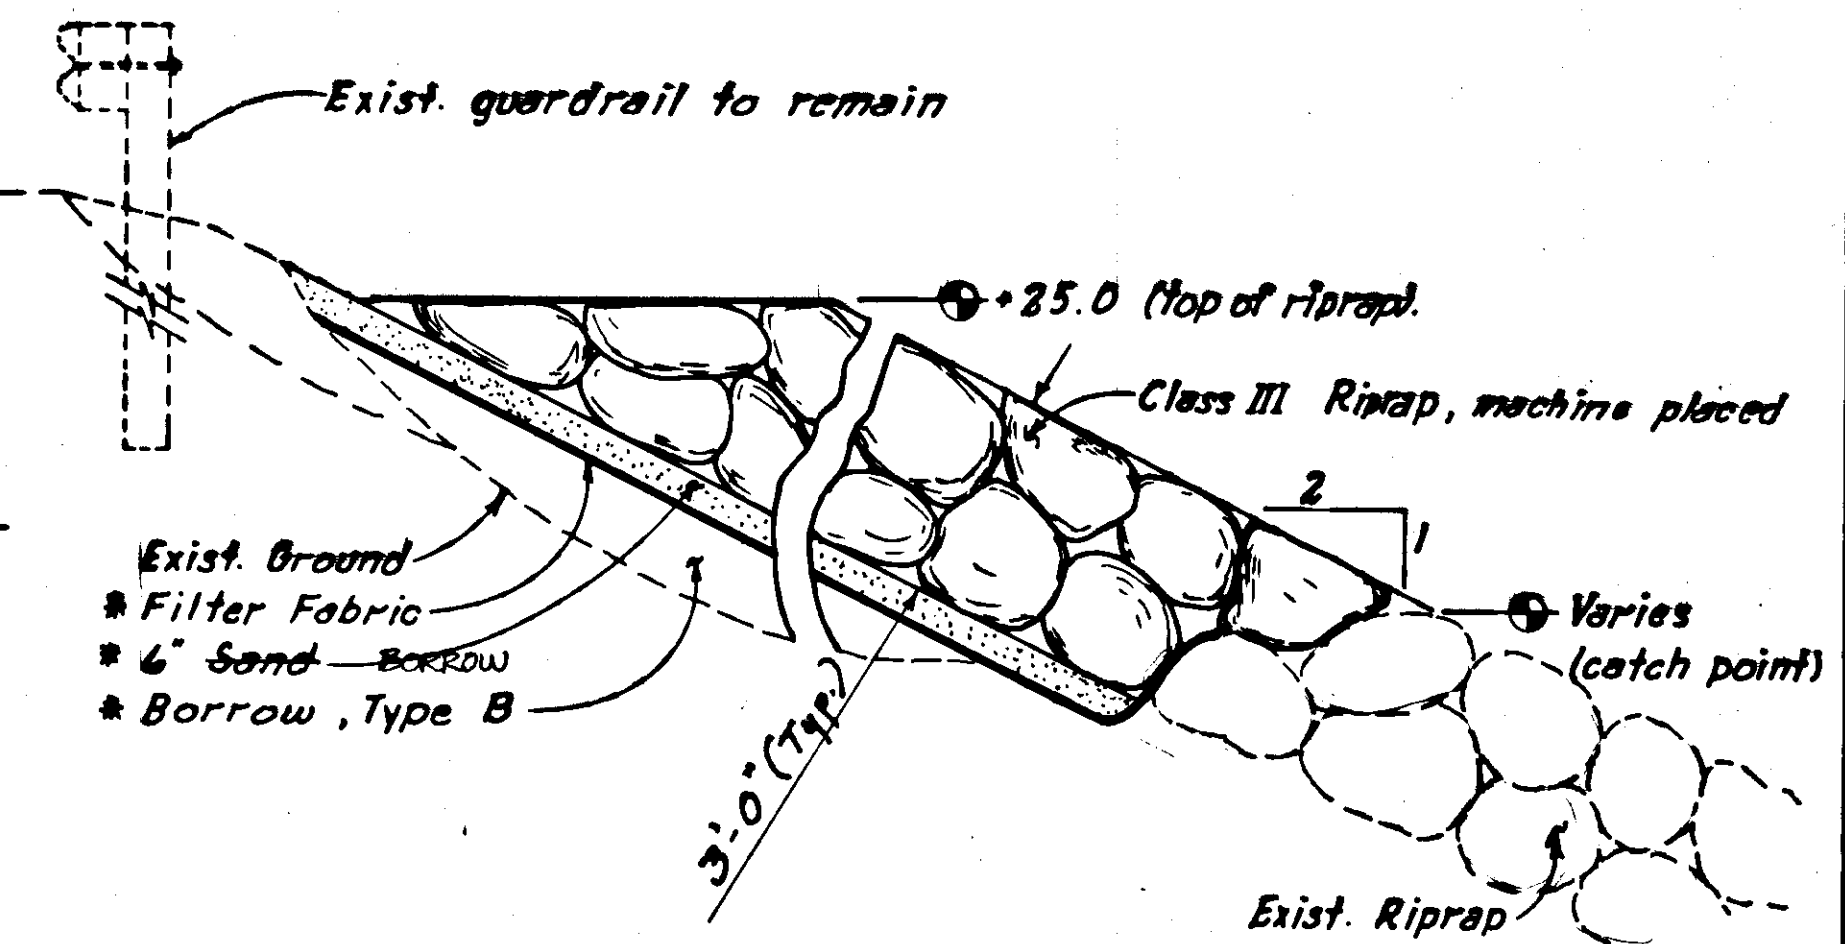 Exist. guardrail to remain
+25.0 (top of riprap).
Class III Riprap, machine placed
2
1
Exist. Ground
* Filter Fabric
* 6" Sand BORROW
* Borrow, Type B
Varies
(catch point)
3'-0" (Typ.)
Exist. Riprap